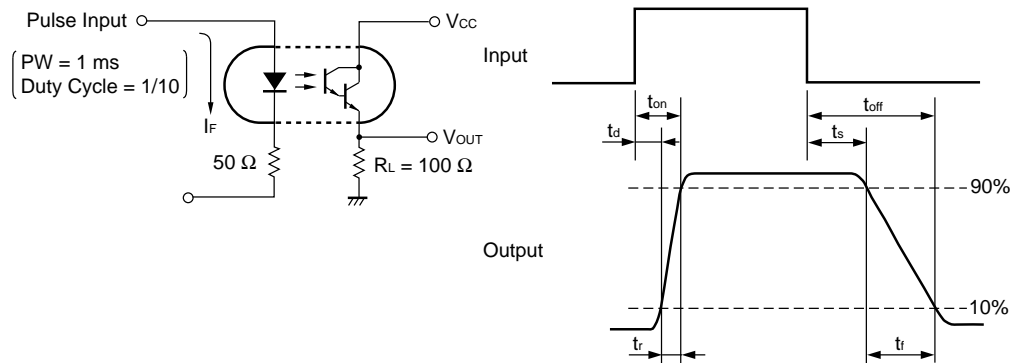 Pulse Input
PW = 1 ms
Duty Cycle = 1/10
IF
50 Ω
VCC
VOUT
RL = 100 Ω
Input
ton
toff
td
ts
90%
Output
10%
tr
tf